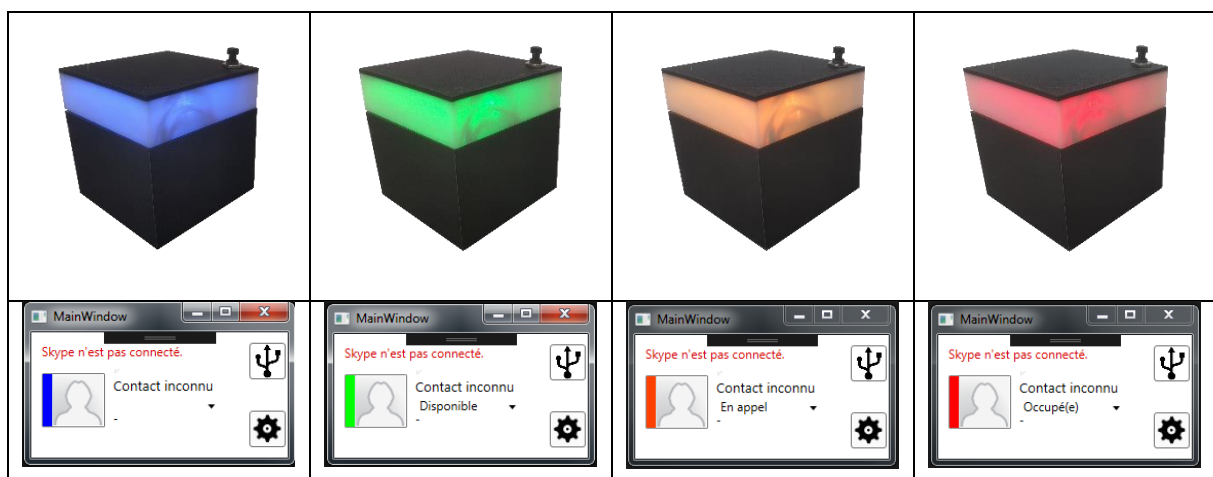 MainWindow
Skype n'est pas connecté.
Contact inconnu
-
MainWindow
Skype n'est pas connecté.
Contact inconnu
Disponible
-
MainWindow
Skype n'est pas connecté.
Contact inconnu
En appel
-
MainWindow
Skype n'est pas connecté.
Contact inconnu
Occupé(e)
-